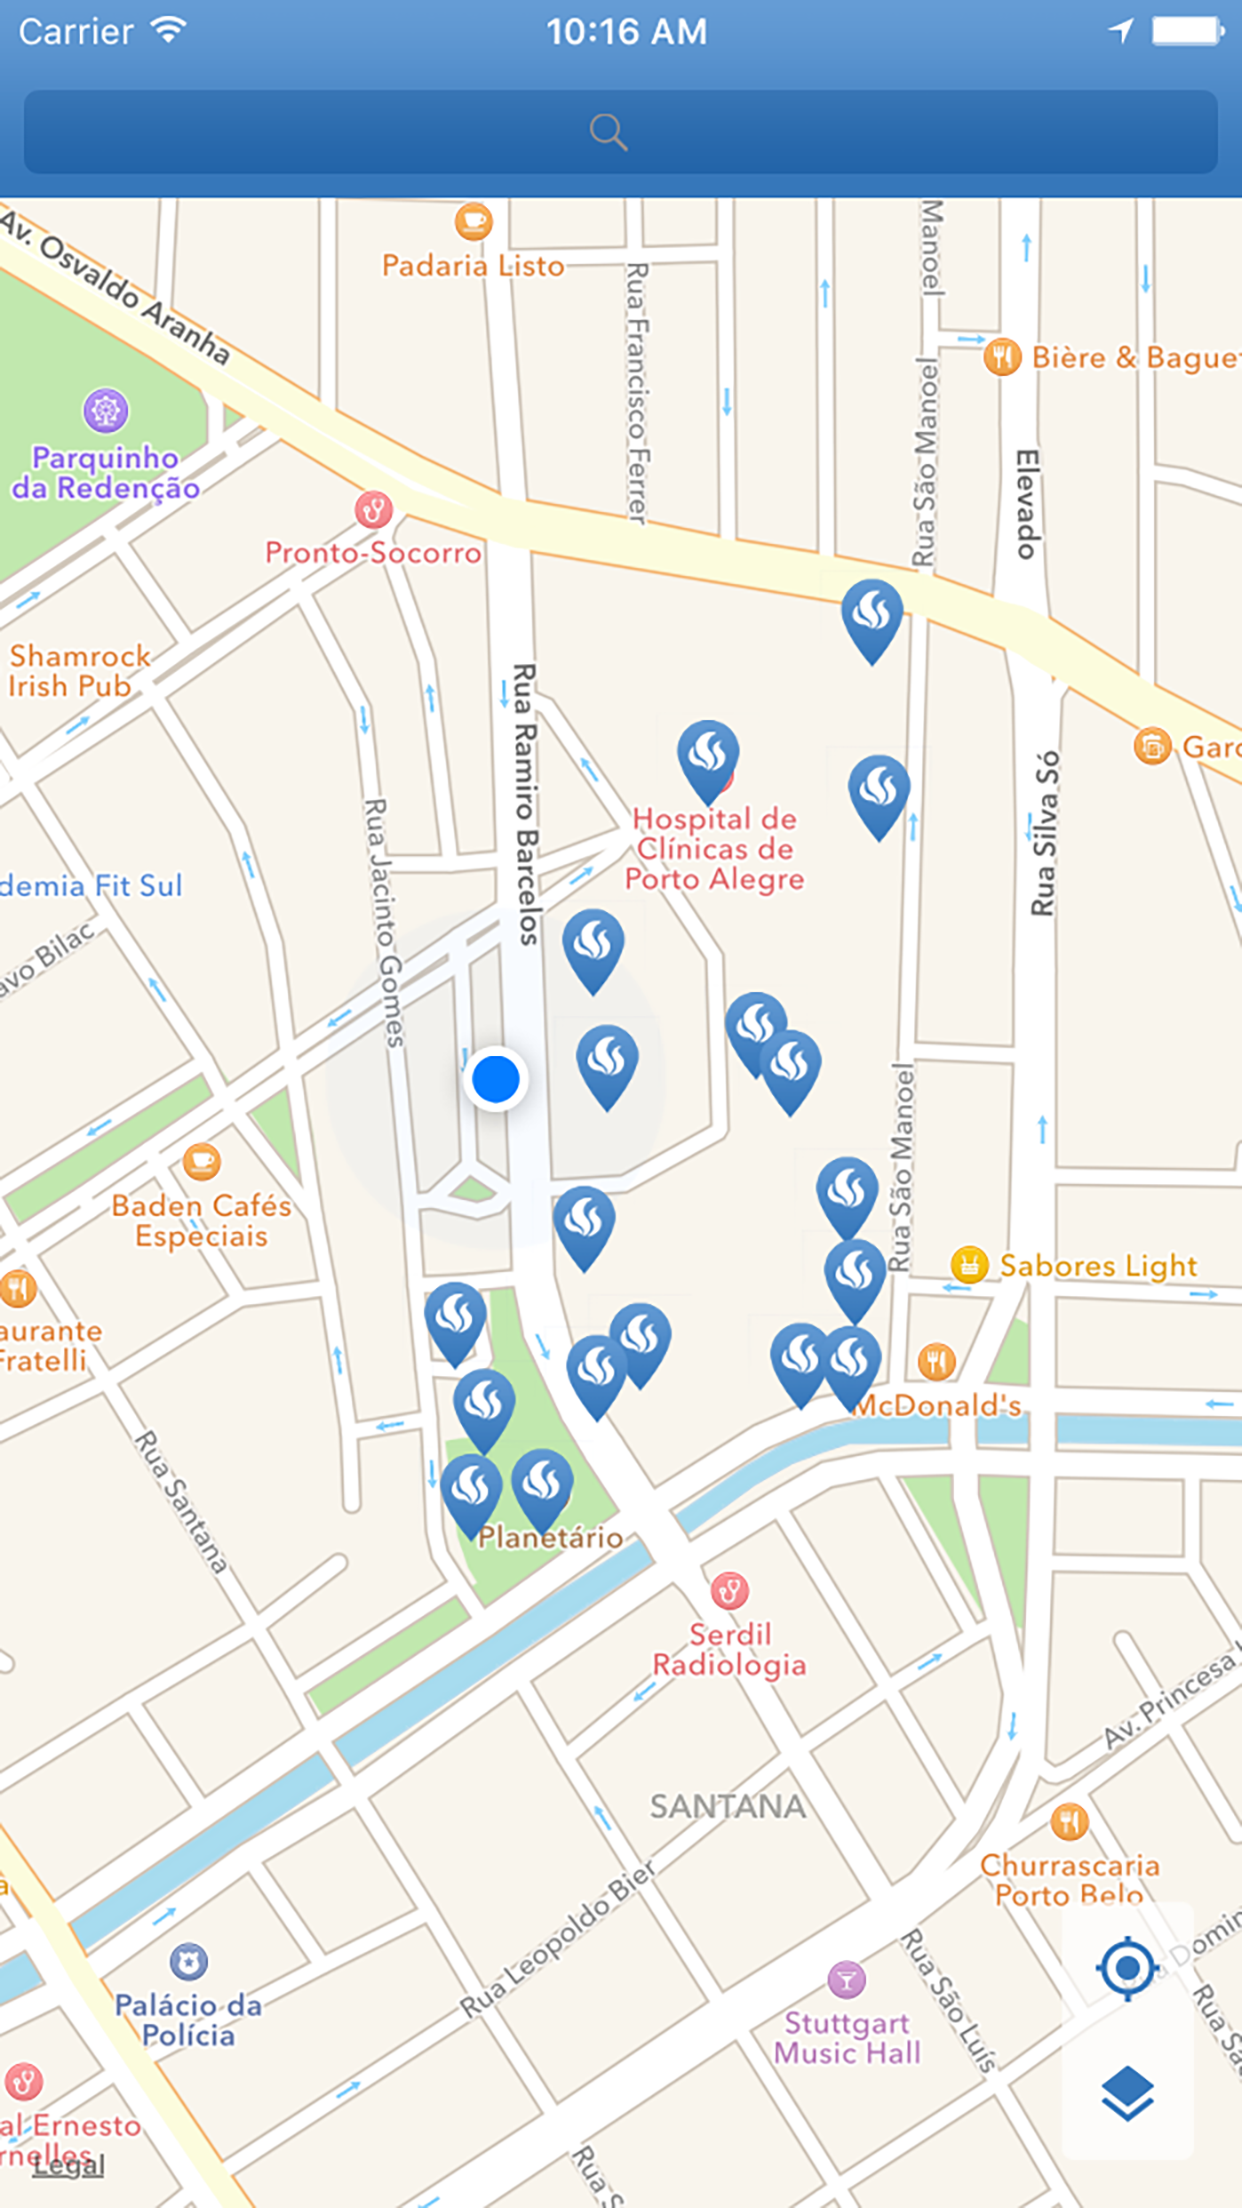 Carrier
10:16 AM
Av. Osvaldo Aranha
Padaria Listo
Rua Francisco Ferrer
Manoel
Rua São Manoel
Bière & Baguet
Elevado
Parquinho
da Redenção
Pronto-Socorro
Shamrock
Irish Pub
Rua Ramiro Barcelos
Garc
Rua Silva Só
Hospital de
Clínicas de
Porto Alegre
Rua Jacinto Gomes
demia Fit Sul
avo Bilac
Rua São Manoel
Baden Cafés
Especiais
Sabores Light
aurante
Fratelli
McDonald's
Rua Santana
Planetário
Serdil
Radiologia
Av. Princesa
SANTANA
Churrascaria
Porto Belo
Rua Leopoldo Bier
Domin
Rua São Luís
Rua Sa
Palácio da
Polícia
Stuttgart
Music Hall
al Ernesto
rnelles
Legal
Rua S